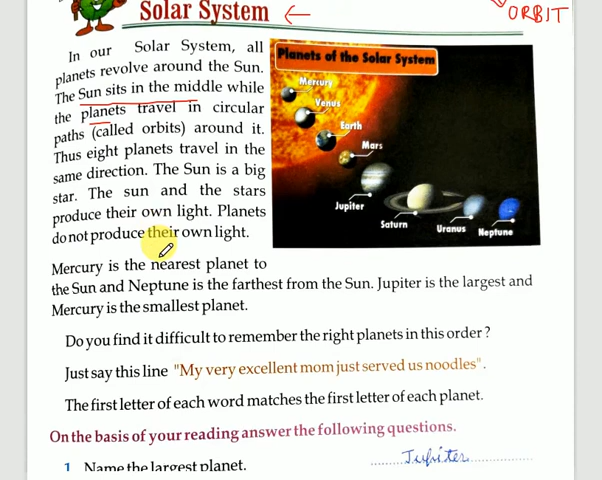 Solar System
ORBIT
In our Solar System, all
planets revolve around the Sun.
The Sun sits in the middle while
the planets travel in circular
paths (called orbits) around it.
Thus eight planets travel in the
same direction. The Sun is a big
star. The sun and the stars
produce their own light. Planets
do not produce their own light.
Planets of the Solar System
Mercury
Venus
Earth
Mars
Jupiter
Saturn
Uranus
Neptune
Mercury is the nearest planet to
the Sun and Neptune is the farthest from the Sun. Jupiter is the largest and
Mercury is the smallest planet.
Do you find it difficult to remember the right planets in this order ?
Just say this line "My very excellent mom just served us noodles".
The first letter of each word matches the first letter of each planet.
On the basis of your reading answer the following questions.
1. Name the largest planet. Jupiter